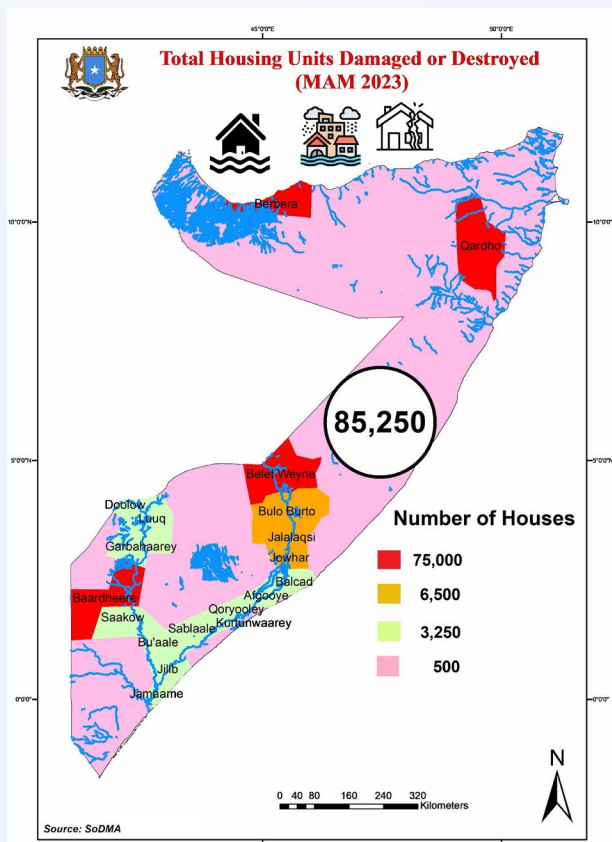 45°0'0"E
50°0'0"E
Total Housing Units Damaged or Destroyed
(MAM 2023)
10°0'0"N
10°0'0"N
Berbera
Qardho
85,250
5°0'0"N
5°0'0"N
Belet Weyne
Doolow
Luuq
Bulo Burto
Jalalaqsi
Garbahaarey
Jowhar
Balcad
Baardheere
Afgooye
Saakow
Qoryooley
Kurtunwaarey
Sablaale
Bu'aale
Jilib
Jamaame
Number of Houses
75,000
6,500
3,250
500
0°0'0"
0°0'0"
N
0 40 80 160 240 320
Kilometers
Source: SoDMA